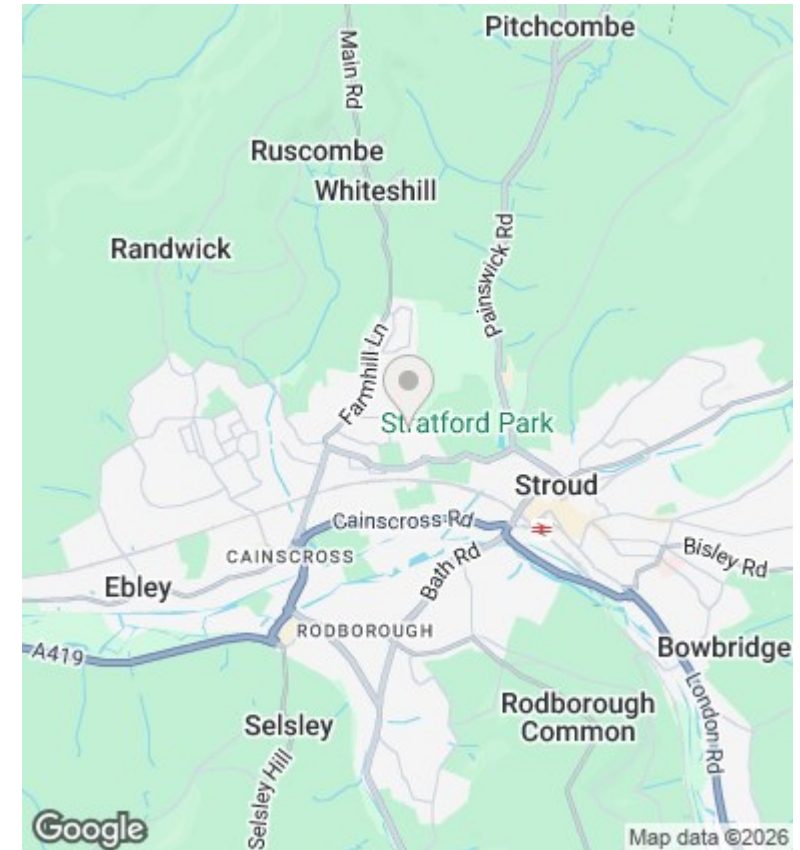 Pitchcombe
Main Rd
Ruscombe
Whiteshill
Randwick
Painswick Rd
Farmhill Ln
Stratford Park
Stroud
Cainscross Rd
CAINSCROSS
Bath Rd
Bisley Rd
Ebley
RODBOROUGH
A419
Bowbridge
Rodborough
Common
London Rd
Selsley
Selsley Hill
Google
Map data ©2026